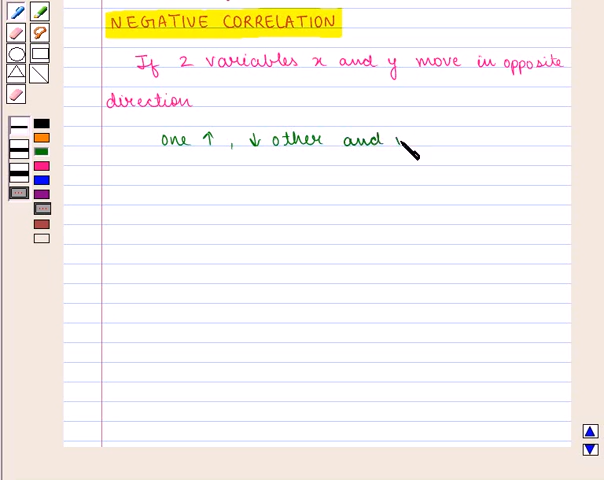 NEGATIVE CORRELATION
If 2 variables x and y move in opposite
direction
one ↑ , ↓ other and